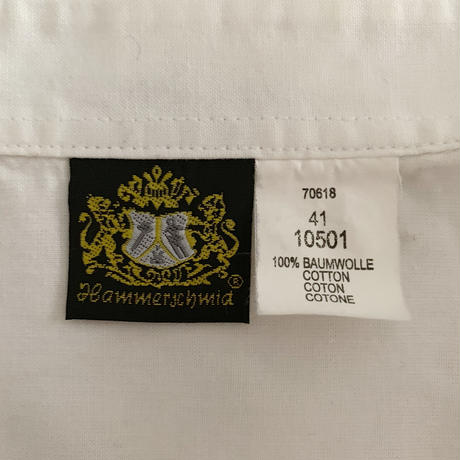 Hammerschmid ®
70618
41
10501
100% BAUMWOLLE
COTTON
COTON
COTONE